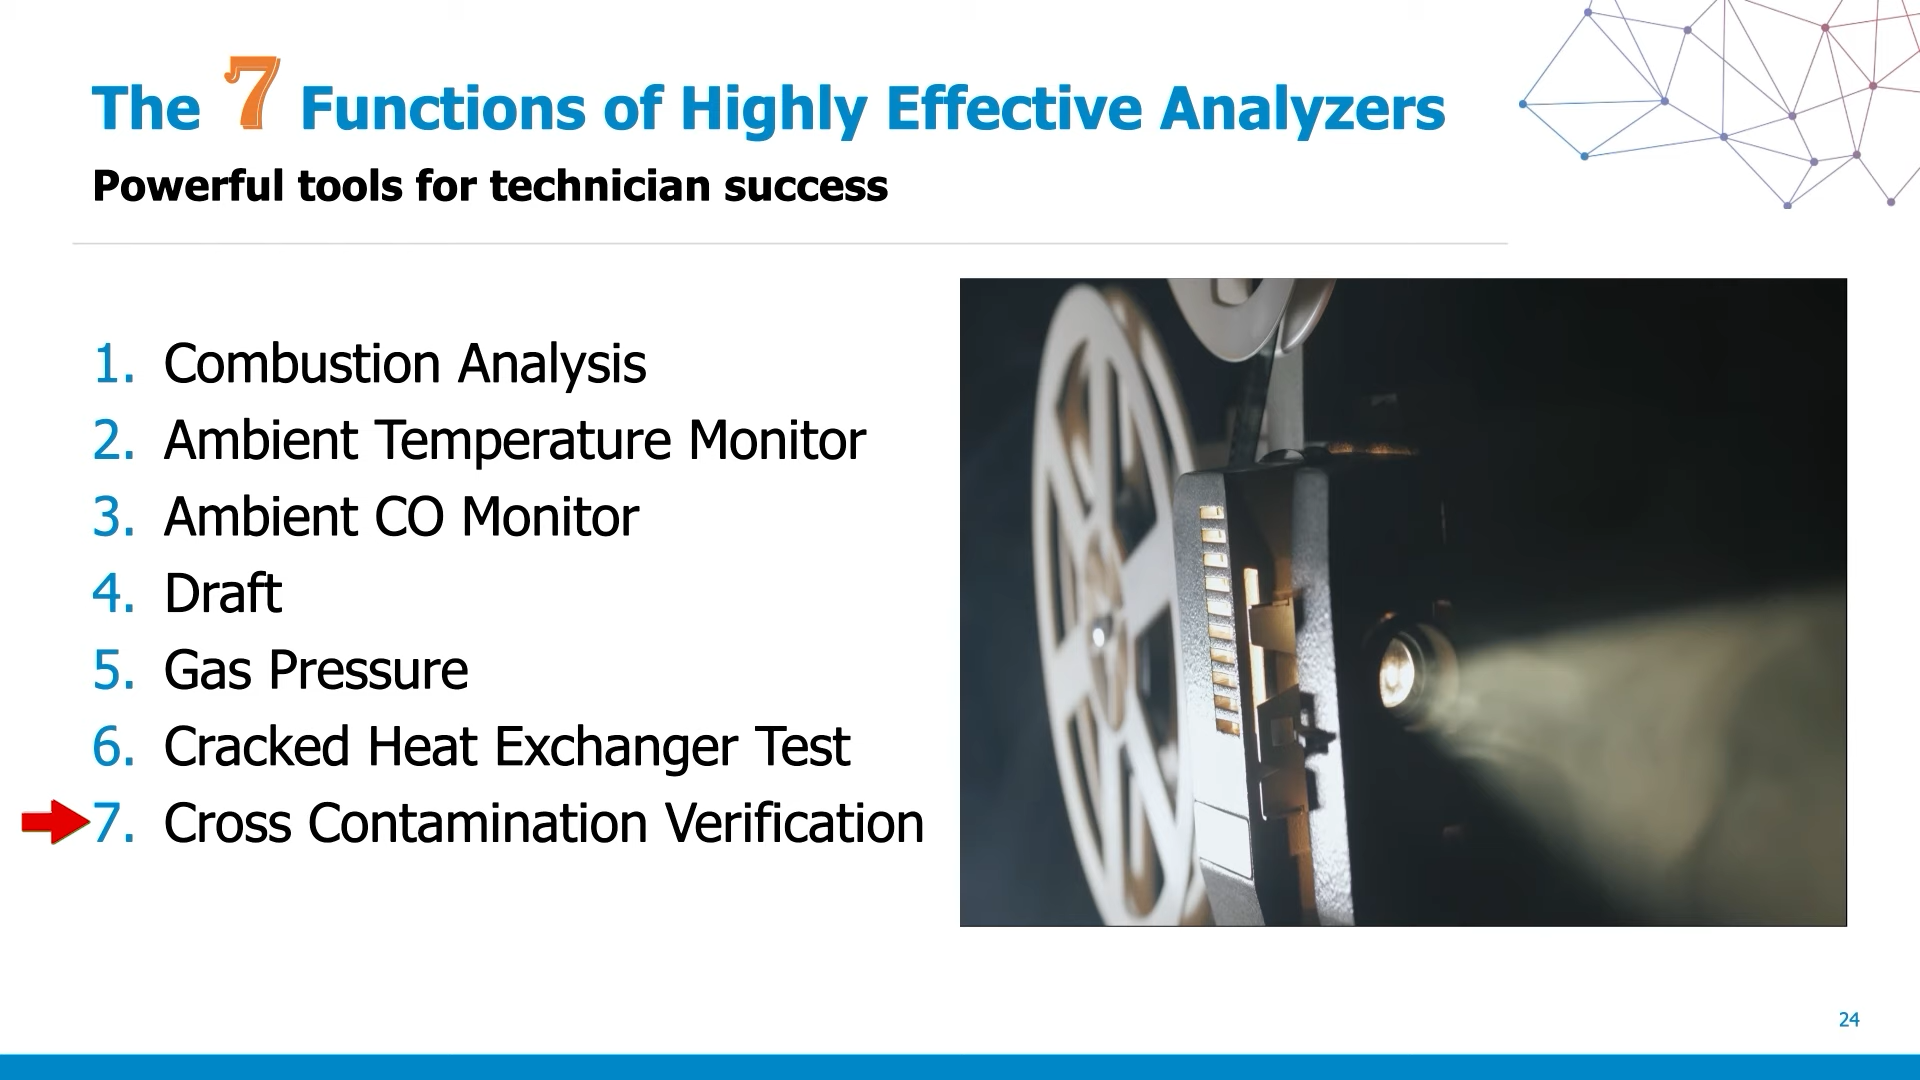 The 7 Functions of Highly Effective Analyzers
Powerful tools for technician success
1. Combustion Analysis
2. Ambient Temperature Monitor
3. Ambient CO Monitor
4. Draft
5. Gas Pressure
6. Cracked Heat Exchanger Test
7. Cross Contamination Verification
24